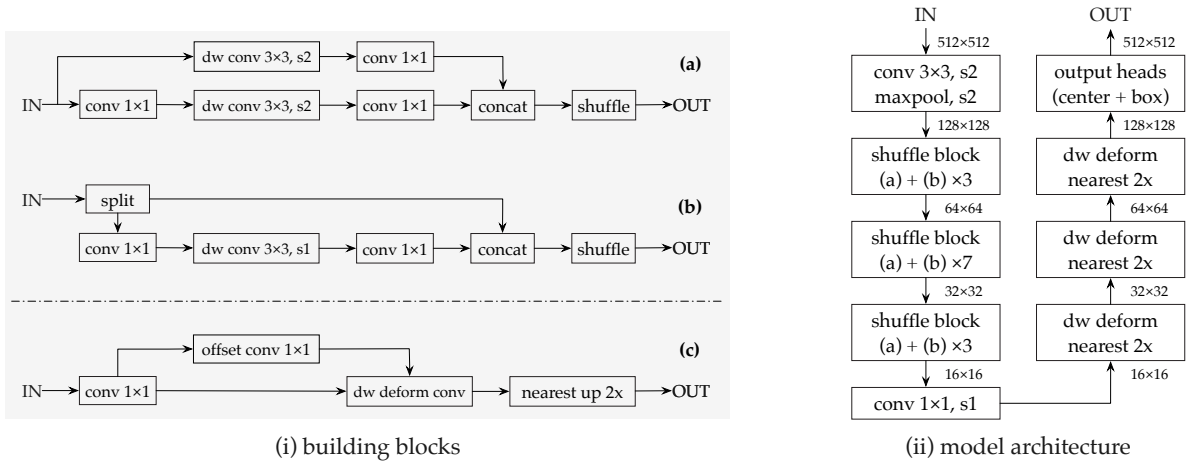 dw conv 3×3, s2 conv 1×1 (a)
IN conv 1×1 dw conv 3×3, s2 conv 1×1 concat shuffle OUT
IN split (b)
conv 1×1 dw conv 3×3, s1 conv 1×1 concat shuffle OUT
offset conv 1×1 (c)
IN conv 1×1 dw deform conv nearest up 2x OUT
(i) building blocks
IN
512×512
conv 3×3, s2
maxpool, s2
128×128
shuffle block
(a) + (b) ×3
64×64
shuffle block
(a) + (b) ×7
32×32
shuffle block
(a) + (b) ×3
16×16
conv 1×1, s1
OUT
512×512
output heads
(center + box)
128×128
dw deform
nearest 2x
64×64
dw deform
nearest 2x
32×32
dw deform
nearest 2x
16×16
(ii) model architecture